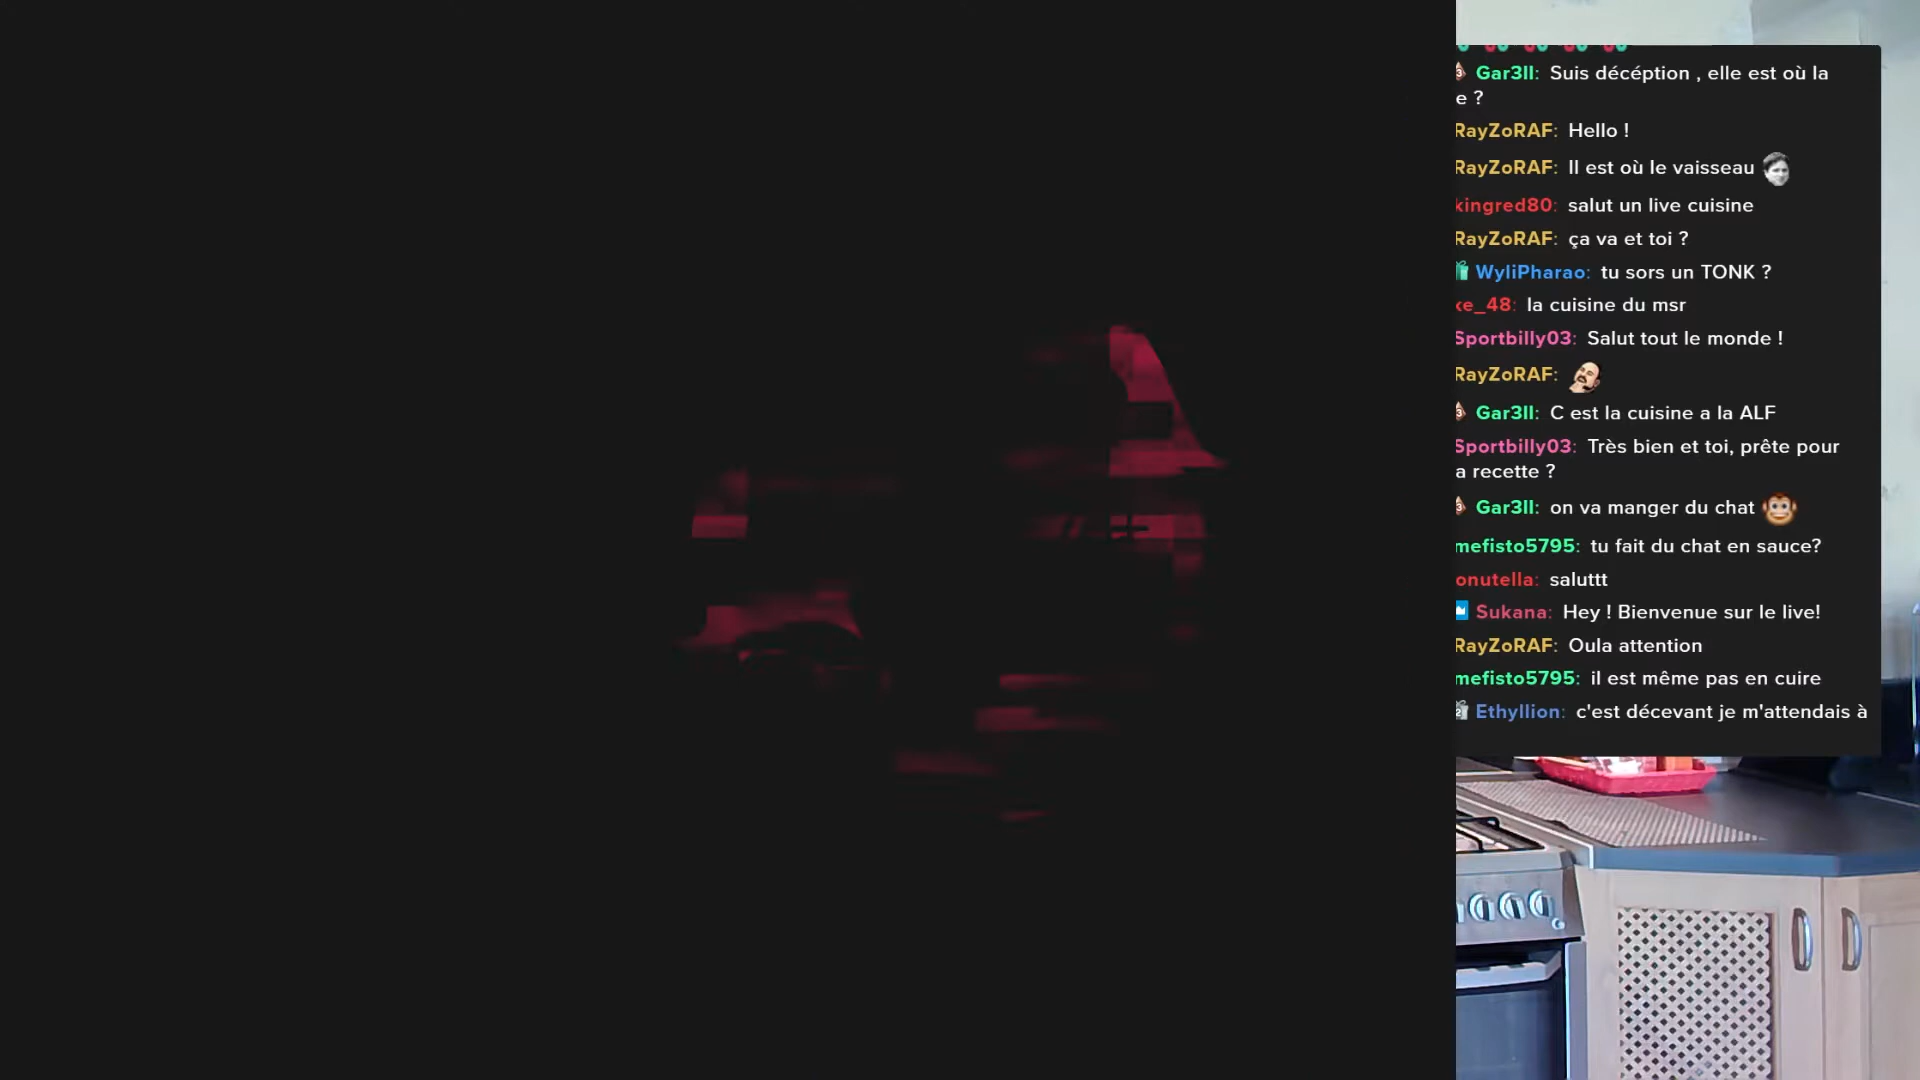 Gar3ll: Suis décéption , elle est où la
e ?
RayZoRAF: Hello !
RayZoRAF: Il est où le vaisseau
kingred80: salut un live cuisine
RayZoRAF: ça va et toi ?
WyliPharao: tu sors un TONK ?
xe_48: la cuisine du msr
Sportbilly03: Salut tout le monde !
RayZoRAF:
Gar3ll: C est la cuisine a la ALF
Sportbilly03: Très bien et toi, prête pour
a recette ?
Gar3ll: on va manger du chat
mefisto5795: tu fait du chat en sauce?
onutella: saluttt
Sukana: Hey ! Bienvenue sur le live!
RayZoRAF: Oula attention
mefisto5795: il est même pas en cuire
Ethyllion: c'est décevant je m'attendais à